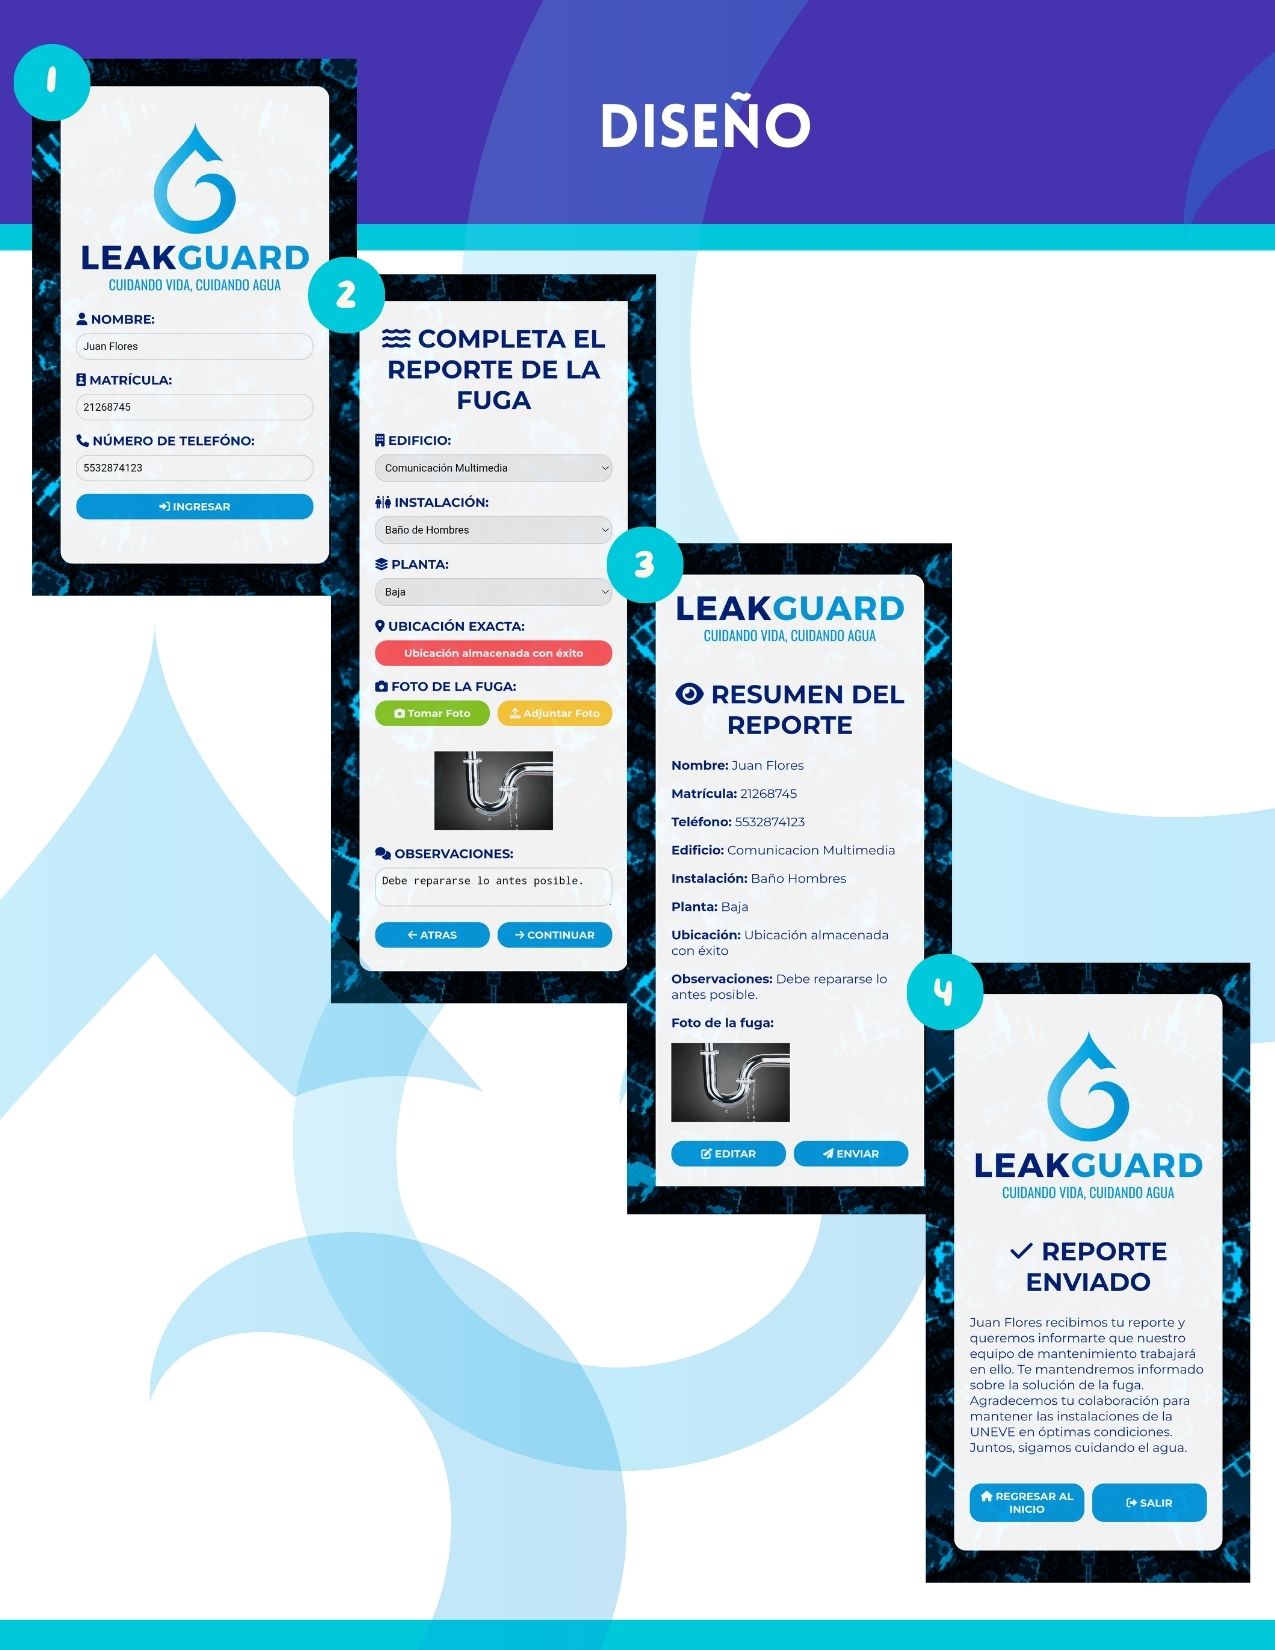 DISEÑO
1
LEAKGUARD
CUIDANDO VIDA, CUIDANDO AGUA
NOMBRE:
Juan Flores
MATRÍCULA:
21268745
NÚMERO DE TELEFÓNO:
5532874123
INGRESAR
2
COMPLETA EL
REPORTE DE LA
FUGA
EDIFICIO:
Comunicación Multimedia
INSTALACIÓN:
Baño de Hombres
PLANTA:
Baja
UBICACIÓN EXACTA:
Ubicación almacenada con éxito
FOTO DE LA FUGA:
Tomar Foto
Adjuntar Foto
OBSERVACIONES:
Debe repararse lo antes posible.
ATRAS
CONTINUAR
3
LEAKGUARD
CUIDANDO VIDA, CUIDANDO AGUA
RESUMEN DEL
REPORTE
Nombre: Juan Flores
Matrícula: 21268745
Teléfono: 5532874123
Edificio: Comunicacion Multimedia
Instalación: Baño Hombres
Planta: Baja
Ubicación: Ubicación almacenada
con éxito
Observaciones: Debe repararse lo
antes posible.
Foto de la fuga:
EDITAR
ENVIAR
4
LEAKGUARD
CUIDANDO VIDA, CUIDANDO AGUA
REPORTE
ENVIADO
Juan Flores recibimos tu reporte y
queremos informarte que nuestro
equipo de mantenimiento trabajará
en ello. Te mantendremos informado
sobre la solución de la fuga.
Agradecemos tu colaboración para
mantener las instalaciones de la
UNEVE en óptimas condiciones.
Juntos, sigamos cuidando el agua.
REGRESAR AL
INICIO
SALIR